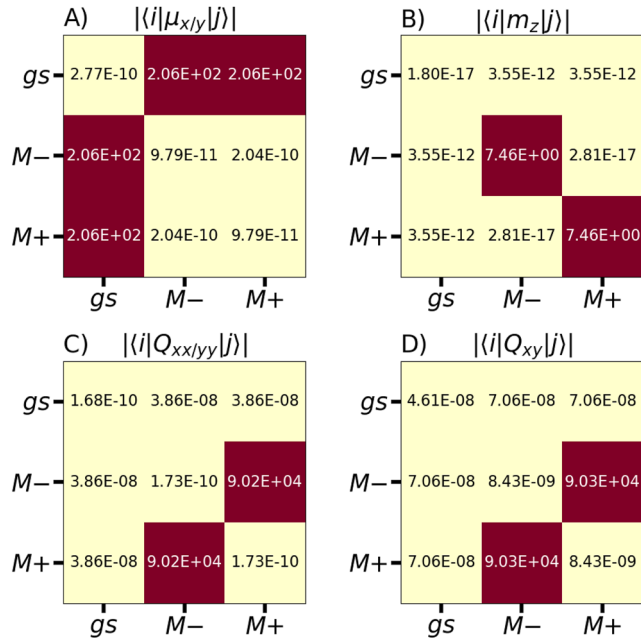 A) |⟨i|μ_{x/y}|j⟩|
gs 2.77E-10 2.06E+02 2.06E+02
M− 2.06E+02 9.79E-11 2.04E-10
M+ 2.06E+02 2.04E-10 9.79E-11
gs M− M+
B) |⟨i|m_z|j⟩|
gs 1.80E-17 3.55E-12 3.55E-12
M− 3.55E-12 7.46E+00 2.81E-17
M+ 3.55E-12 2.81E-17 7.46E+00
gs M− M+
C) |⟨i|Q_{xx/yy}|j⟩|
gs 1.68E-10 3.86E-08 3.86E-08
M− 3.86E-08 1.73E-10 9.02E+04
M+ 3.86E-08 9.02E+04 1.73E-10
gs M− M+
D) |⟨i|Q_{xy}|j⟩|
gs 4.61E-08 7.06E-08 7.06E-08
M− 7.06E-08 8.43E-09 9.03E+04
M+ 7.06E-08 9.03E+04 8.43E-09
gs M− M+